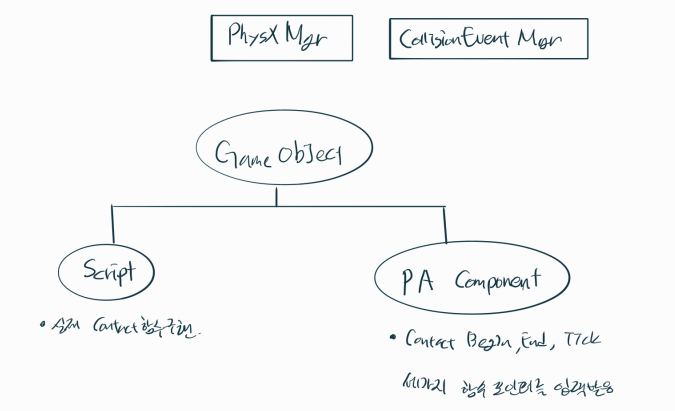 PhysX Mgr
CollisionEvent Mgr
Game Object
Script
PA Component
• 실제 Contact 함수 구현.
• Contact Begin, End, Tick
세가지 함수 포인터를 입력받음